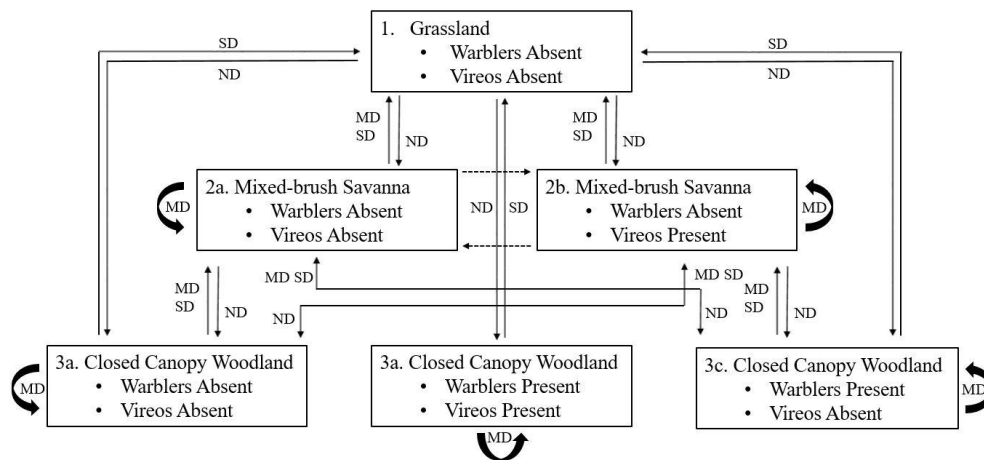 1. Grassland
• Warblers Absent
• Vireos Absent
SD
ND
SD
ND
MD
SD
ND
MD
SD
ND
2a. Mixed-brush Savanna
• Warblers Absent
• Vireos Absent
MD
ND
SD
2b. Mixed-brush Savanna
• Warblers Absent
• Vireos Present
MD
MD
SD
ND
MD SD
ND
MD SD
ND
MD
SD
ND
3a. Closed Canopy Woodland
• Warblers Absent
• Vireos Absent
MD
3a. Closed Canopy Woodland
• Warblers Present
• Vireos Present
MD
3c. Closed Canopy Woodland
• Warblers Present
• Vireos Absent
MD